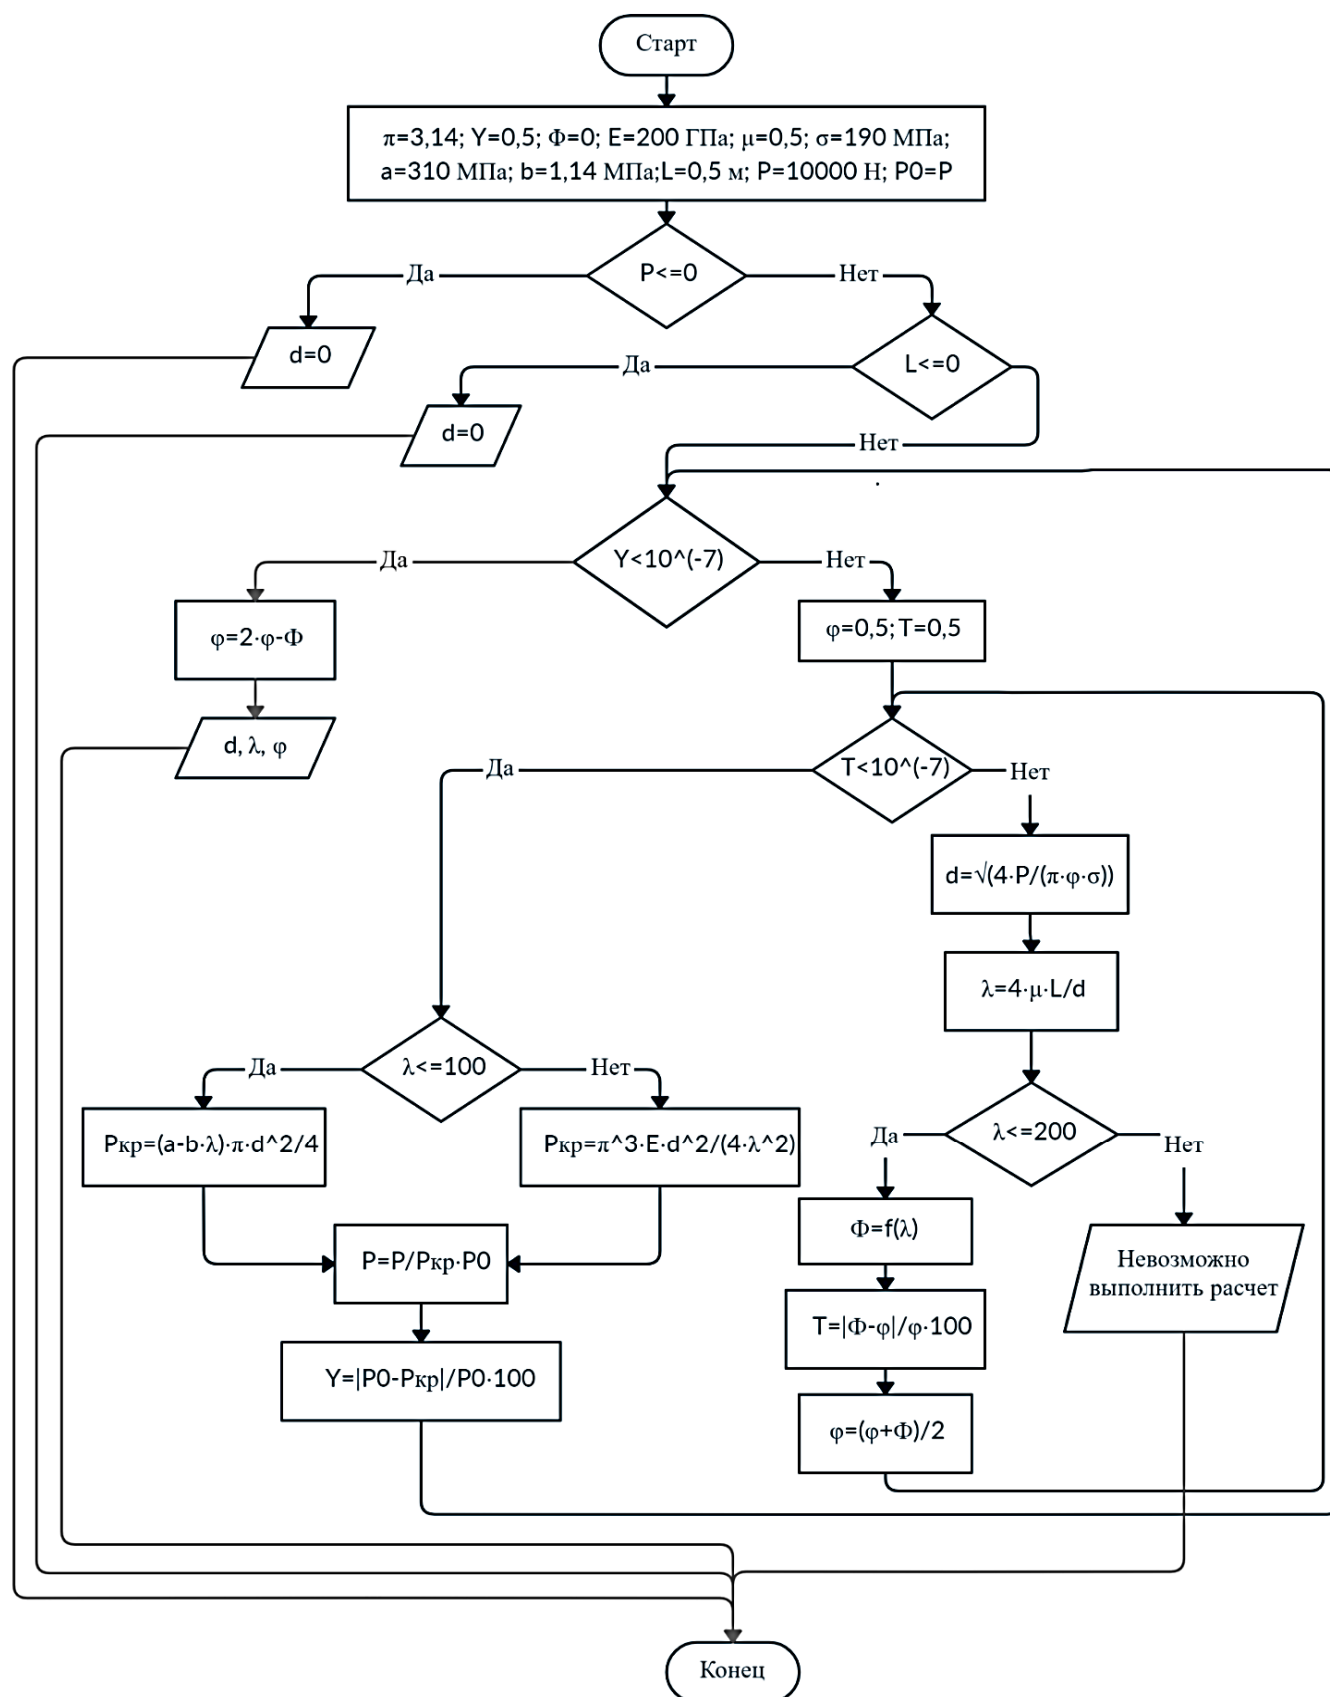 Старт
π=3,14; Y=0,5; Ф=0; E=200 ГПа; μ=0,5; σ=190 МПа;
a=310 МПа; b=1,14 МПа;L=0,5 м; P=10000 Н; P0=P
P<=0
Да
Нет
d=0
L<=0
Да
d=0
Нет
Y<10^(-7)
Да
Нет
φ=2·φ-Ф
φ=0,5; T=0,5
d, λ, φ
T<10^(-7)
Да
Нет
d=√(4·P/(π·φ·σ))
λ=4·μ·L/d
λ<=100
Да
Нет
λ<=200
Да
Нет
Pкр=(a-b·λ)·π·d^2/4
Pкр=π^3·E·d^2/(4·λ^2)
Ф=f(λ)
Невозможно
выполнить расчет
P=P/Pкр·P0
T=|Ф-φ|/φ·100
Y=|P0-Pкр|/P0·100
φ=(φ+Ф)/2
Конец